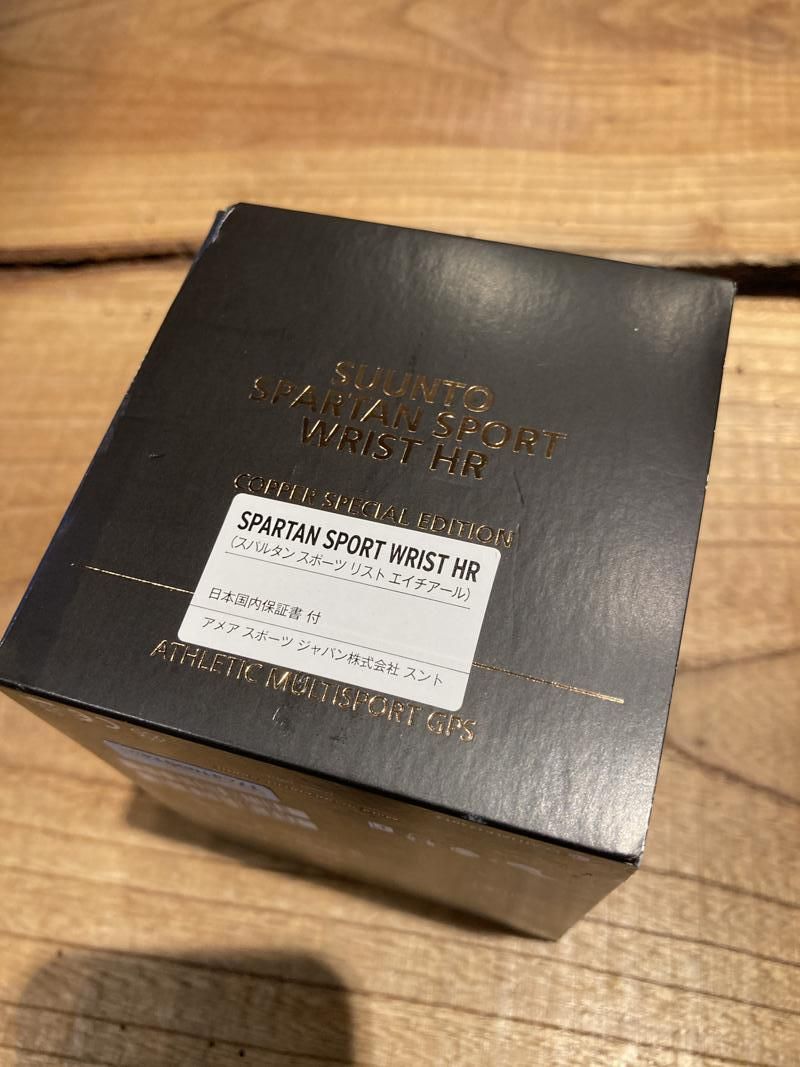 SUUNTO
SPARTAN SPORT
WRIST HR
COPPER SPECIAL EDITION
SPARTAN SPORT WRIST HR
(スパルタン スポーツ リスト エイチアール)
日本国内保証書 付
アメア スポーツ ジャパン株式会社 スント
ATHLETIC MULTISPORT GPS